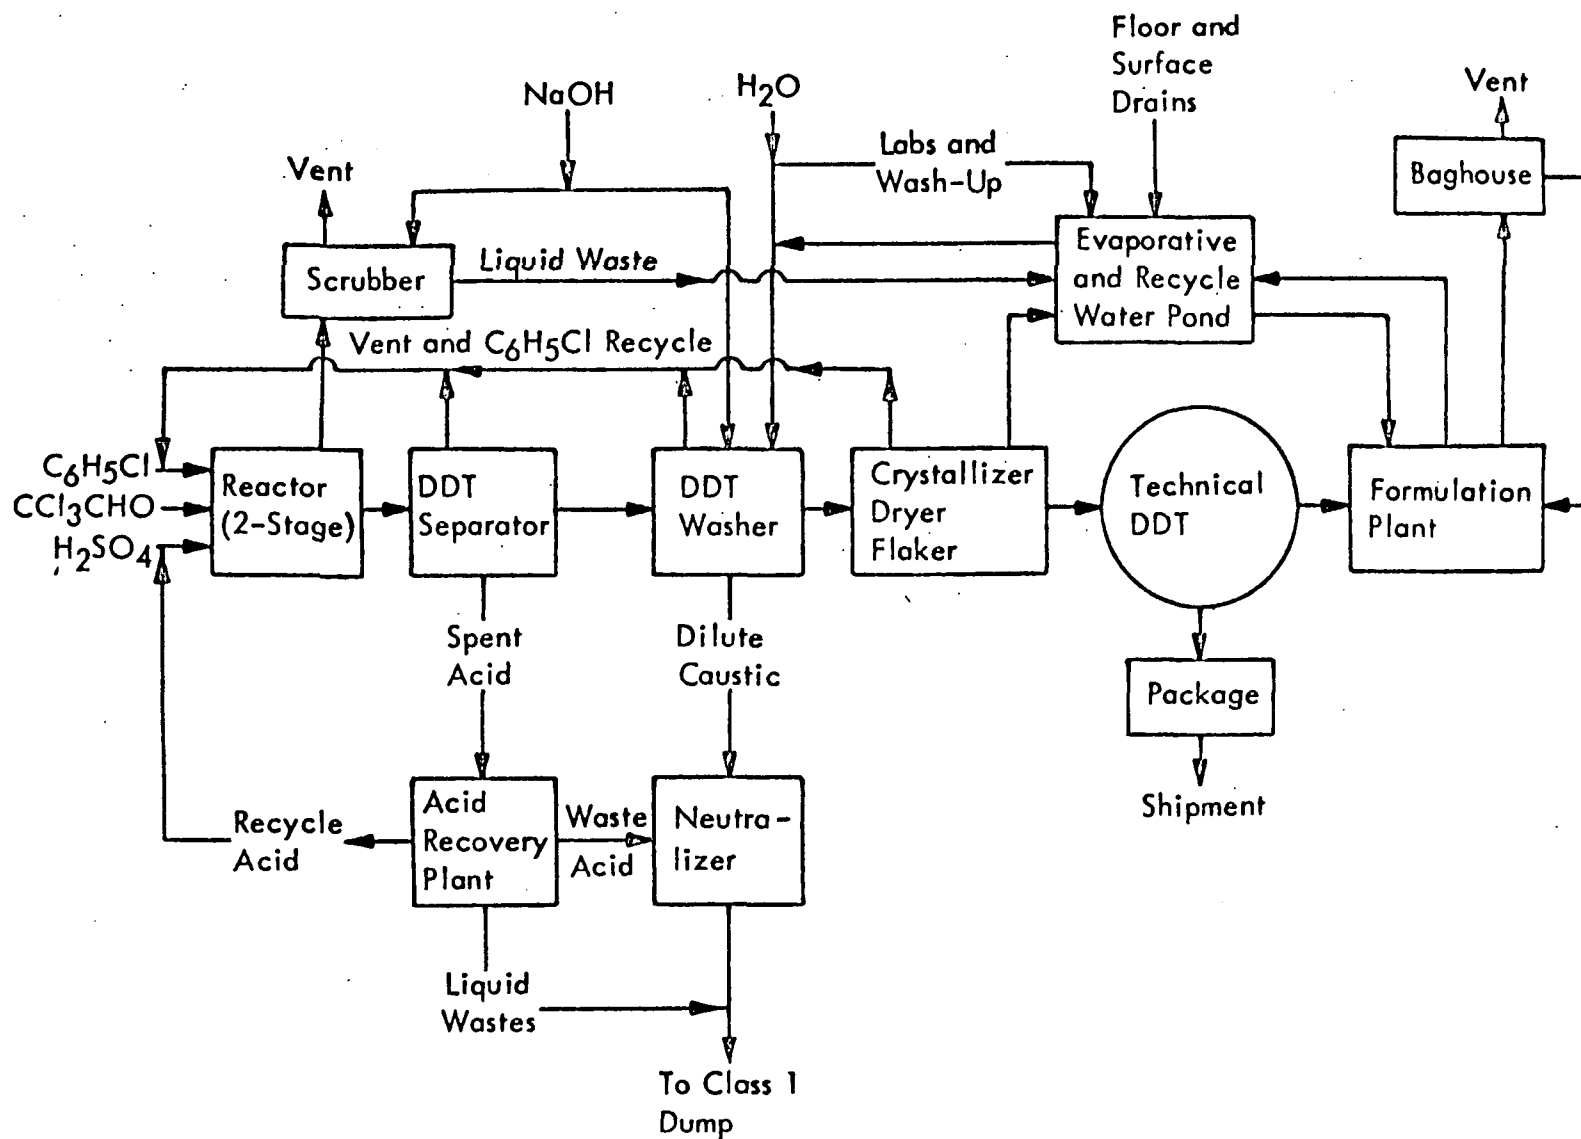 Floor and
Surface
Drains
NaOH
H2O
Vent
Labs and
Wash-Up
Vent
Baghouse
Scrubber
Liquid Waste
Evaporative
and Recycle
Water Pond
Vent and C6H5Cl Recycle
C6H5Cl
CCl3CHO
H2SO4
Reactor
(2-Stage)
DDT
Separator
DDT
Washer
Crystallizer
Dryer
Flaker
Technical
DDT
Formulation
Plant
Spent
Acid
Dilute
Caustic
Package
Shipment
Recycle
Acid
Acid
Recovery
Plant
Waste
Acid
Neutra-
lizer
Liquid
Wastes
To Class 1
Dump